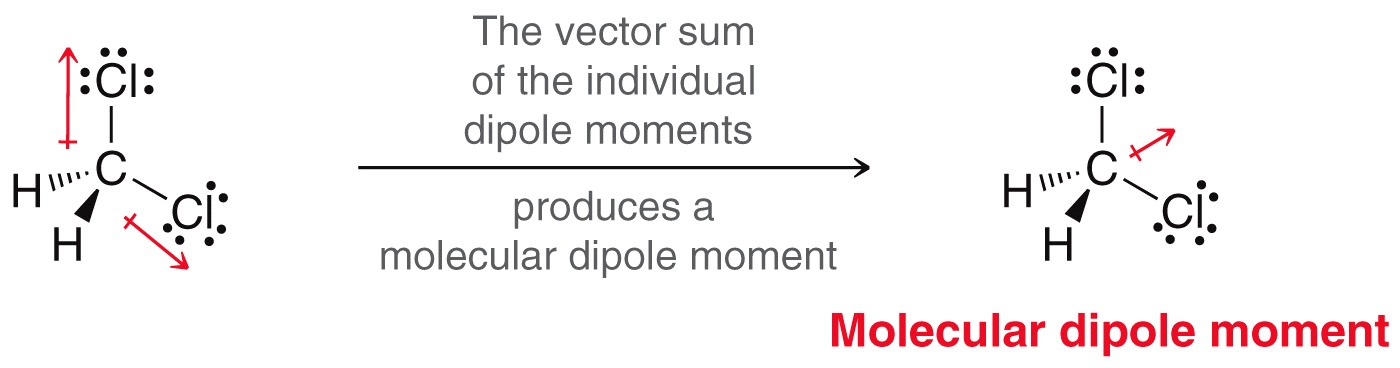 Cl
C
H
Cl
H
The vector sum
of the individual
dipole moments
produces a
molecular dipole moment
Cl
C
H
Cl
H
Molecular dipole moment